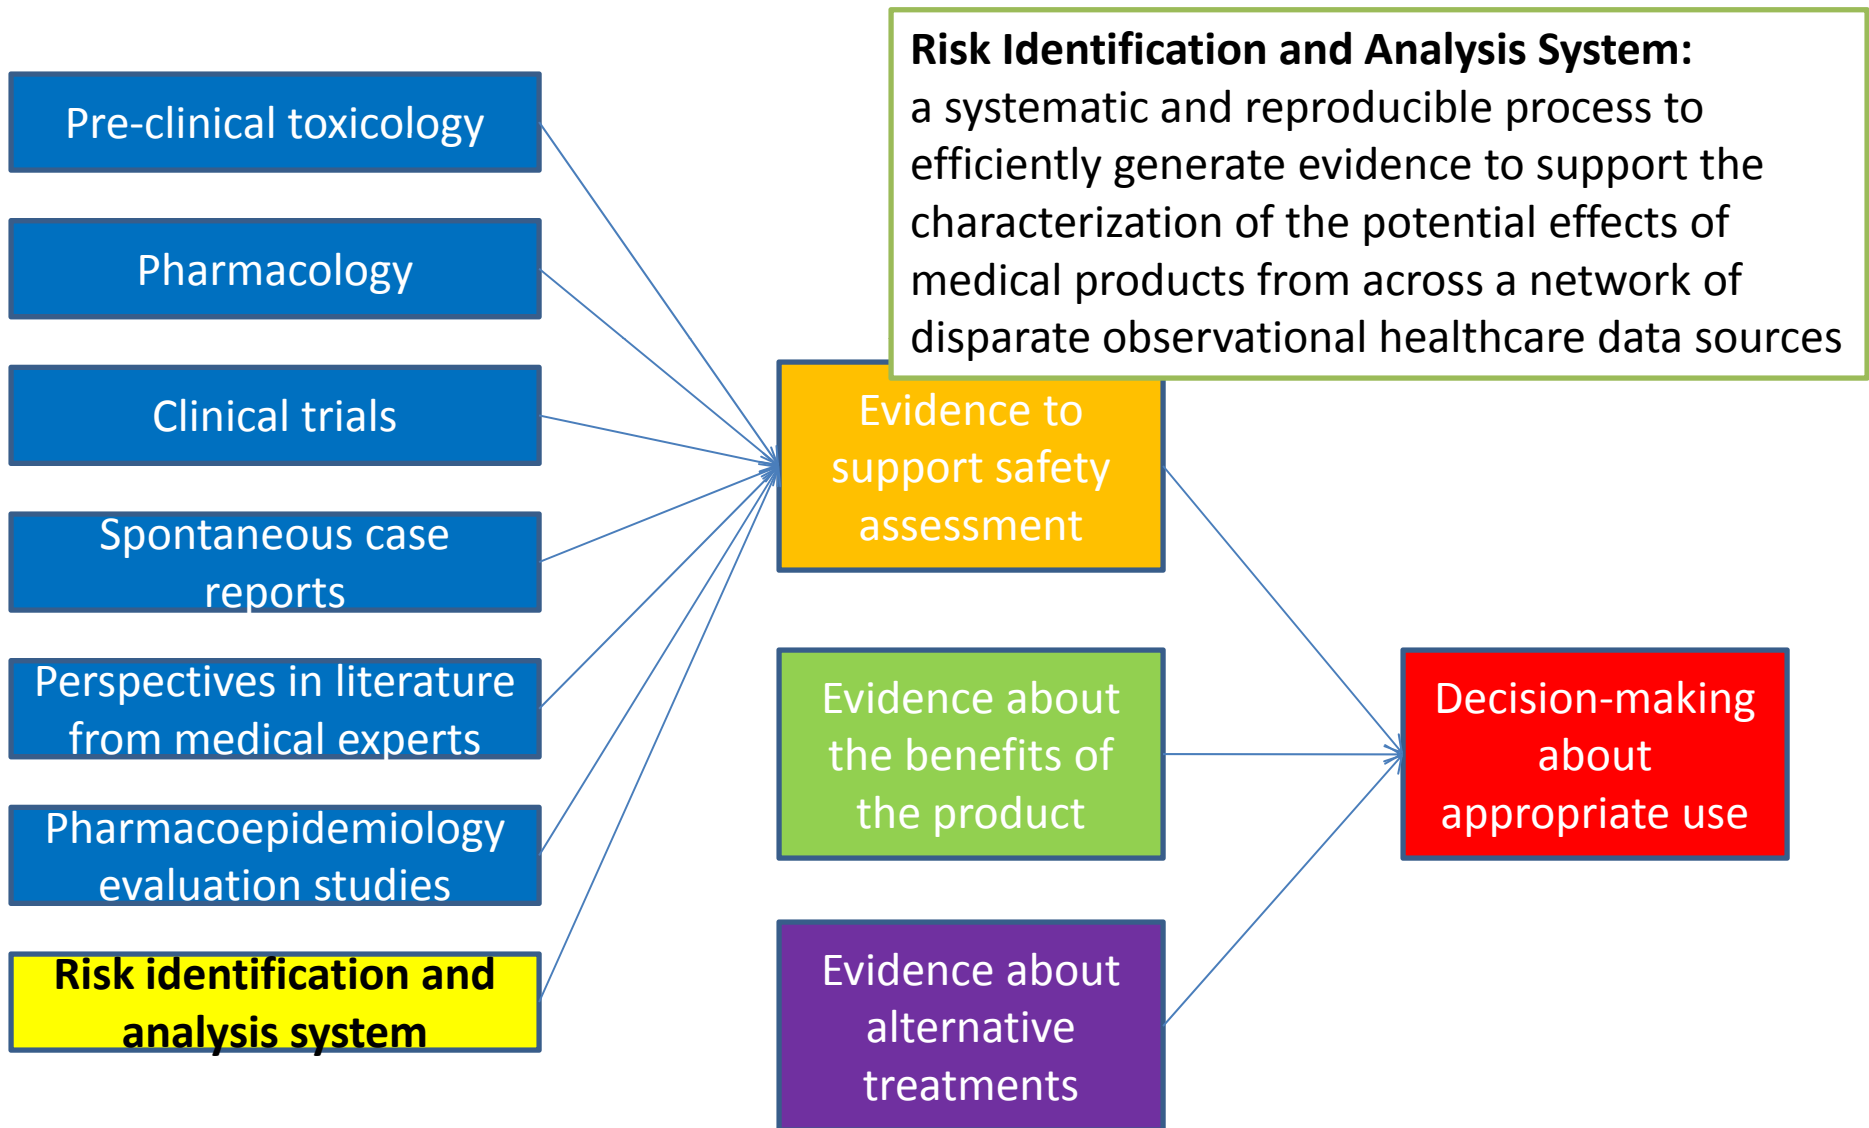 Risk Identification and Analysis System:
a systematic and reproducible process to
efficiently generate evidence to support the
characterization of the potential effects of
medical products from across a network of
disparate observational healthcare data sources
Pre-clinical toxicology
Pharmacology
Clinical trials
Spontaneous case
reports
Perspectives in literature
from medical experts
Pharmacoepidemiology
evaluation studies
Risk identification and
analysis system
Evidence to
support safety
assessment
Evidence about
the benefits of
the product
Evidence about
alternative
treatments
Decision-making
about
appropriate use